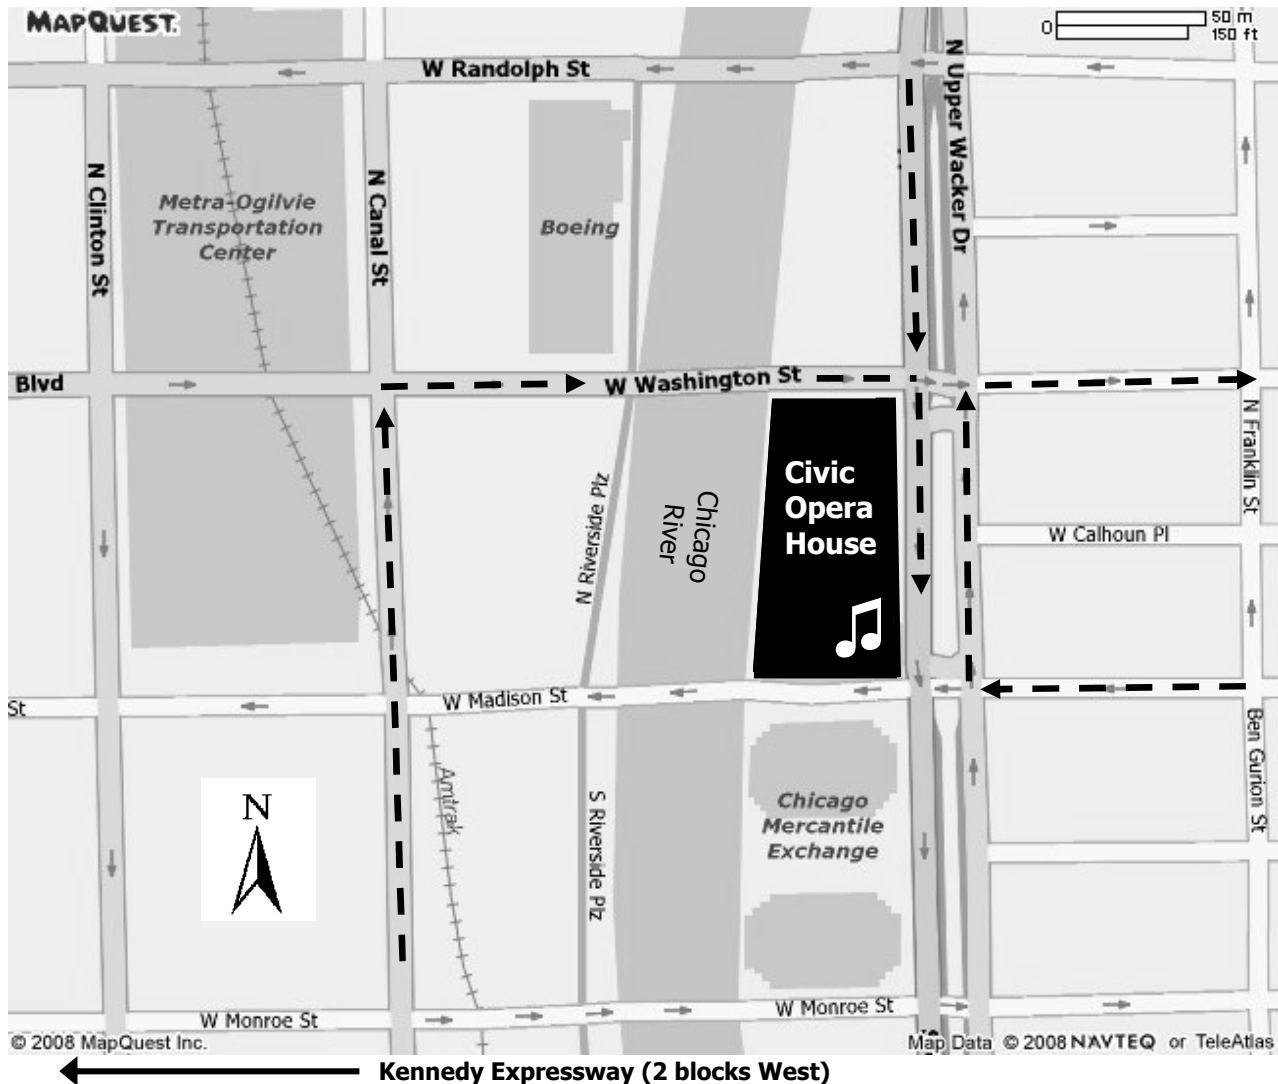 MAPQUEST.
0
50 m
150 ft
W Randolph St
N Upper Wacker Dr
N Clinton St
N Canal St
Metra-Ogilvie
Transportation
Center
Boeing
Blvd
W Washington St
N Franklin St
Civic
Opera
House
Chicago
River
N Riverside Plz
W Calhoun Pl
St
W Madison St
Ben Gurion St
N
Amtrak
S Riverside Plz
Chicago
Mercantile
Exchange
W Monroe St
W Monroe St
© 2008 MapQuest Inc.
Map Data © 2008 NAVTEQ or TeleAtlas
Kennedy Expressway (2 blocks West)